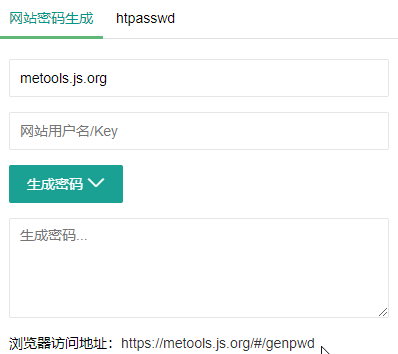 网站密码生成 htpasswd
metools.js.org
网站用户名/Key
生成密码
生成密码...
浏览器访问地址：https://metools.js.org/#/genpwd